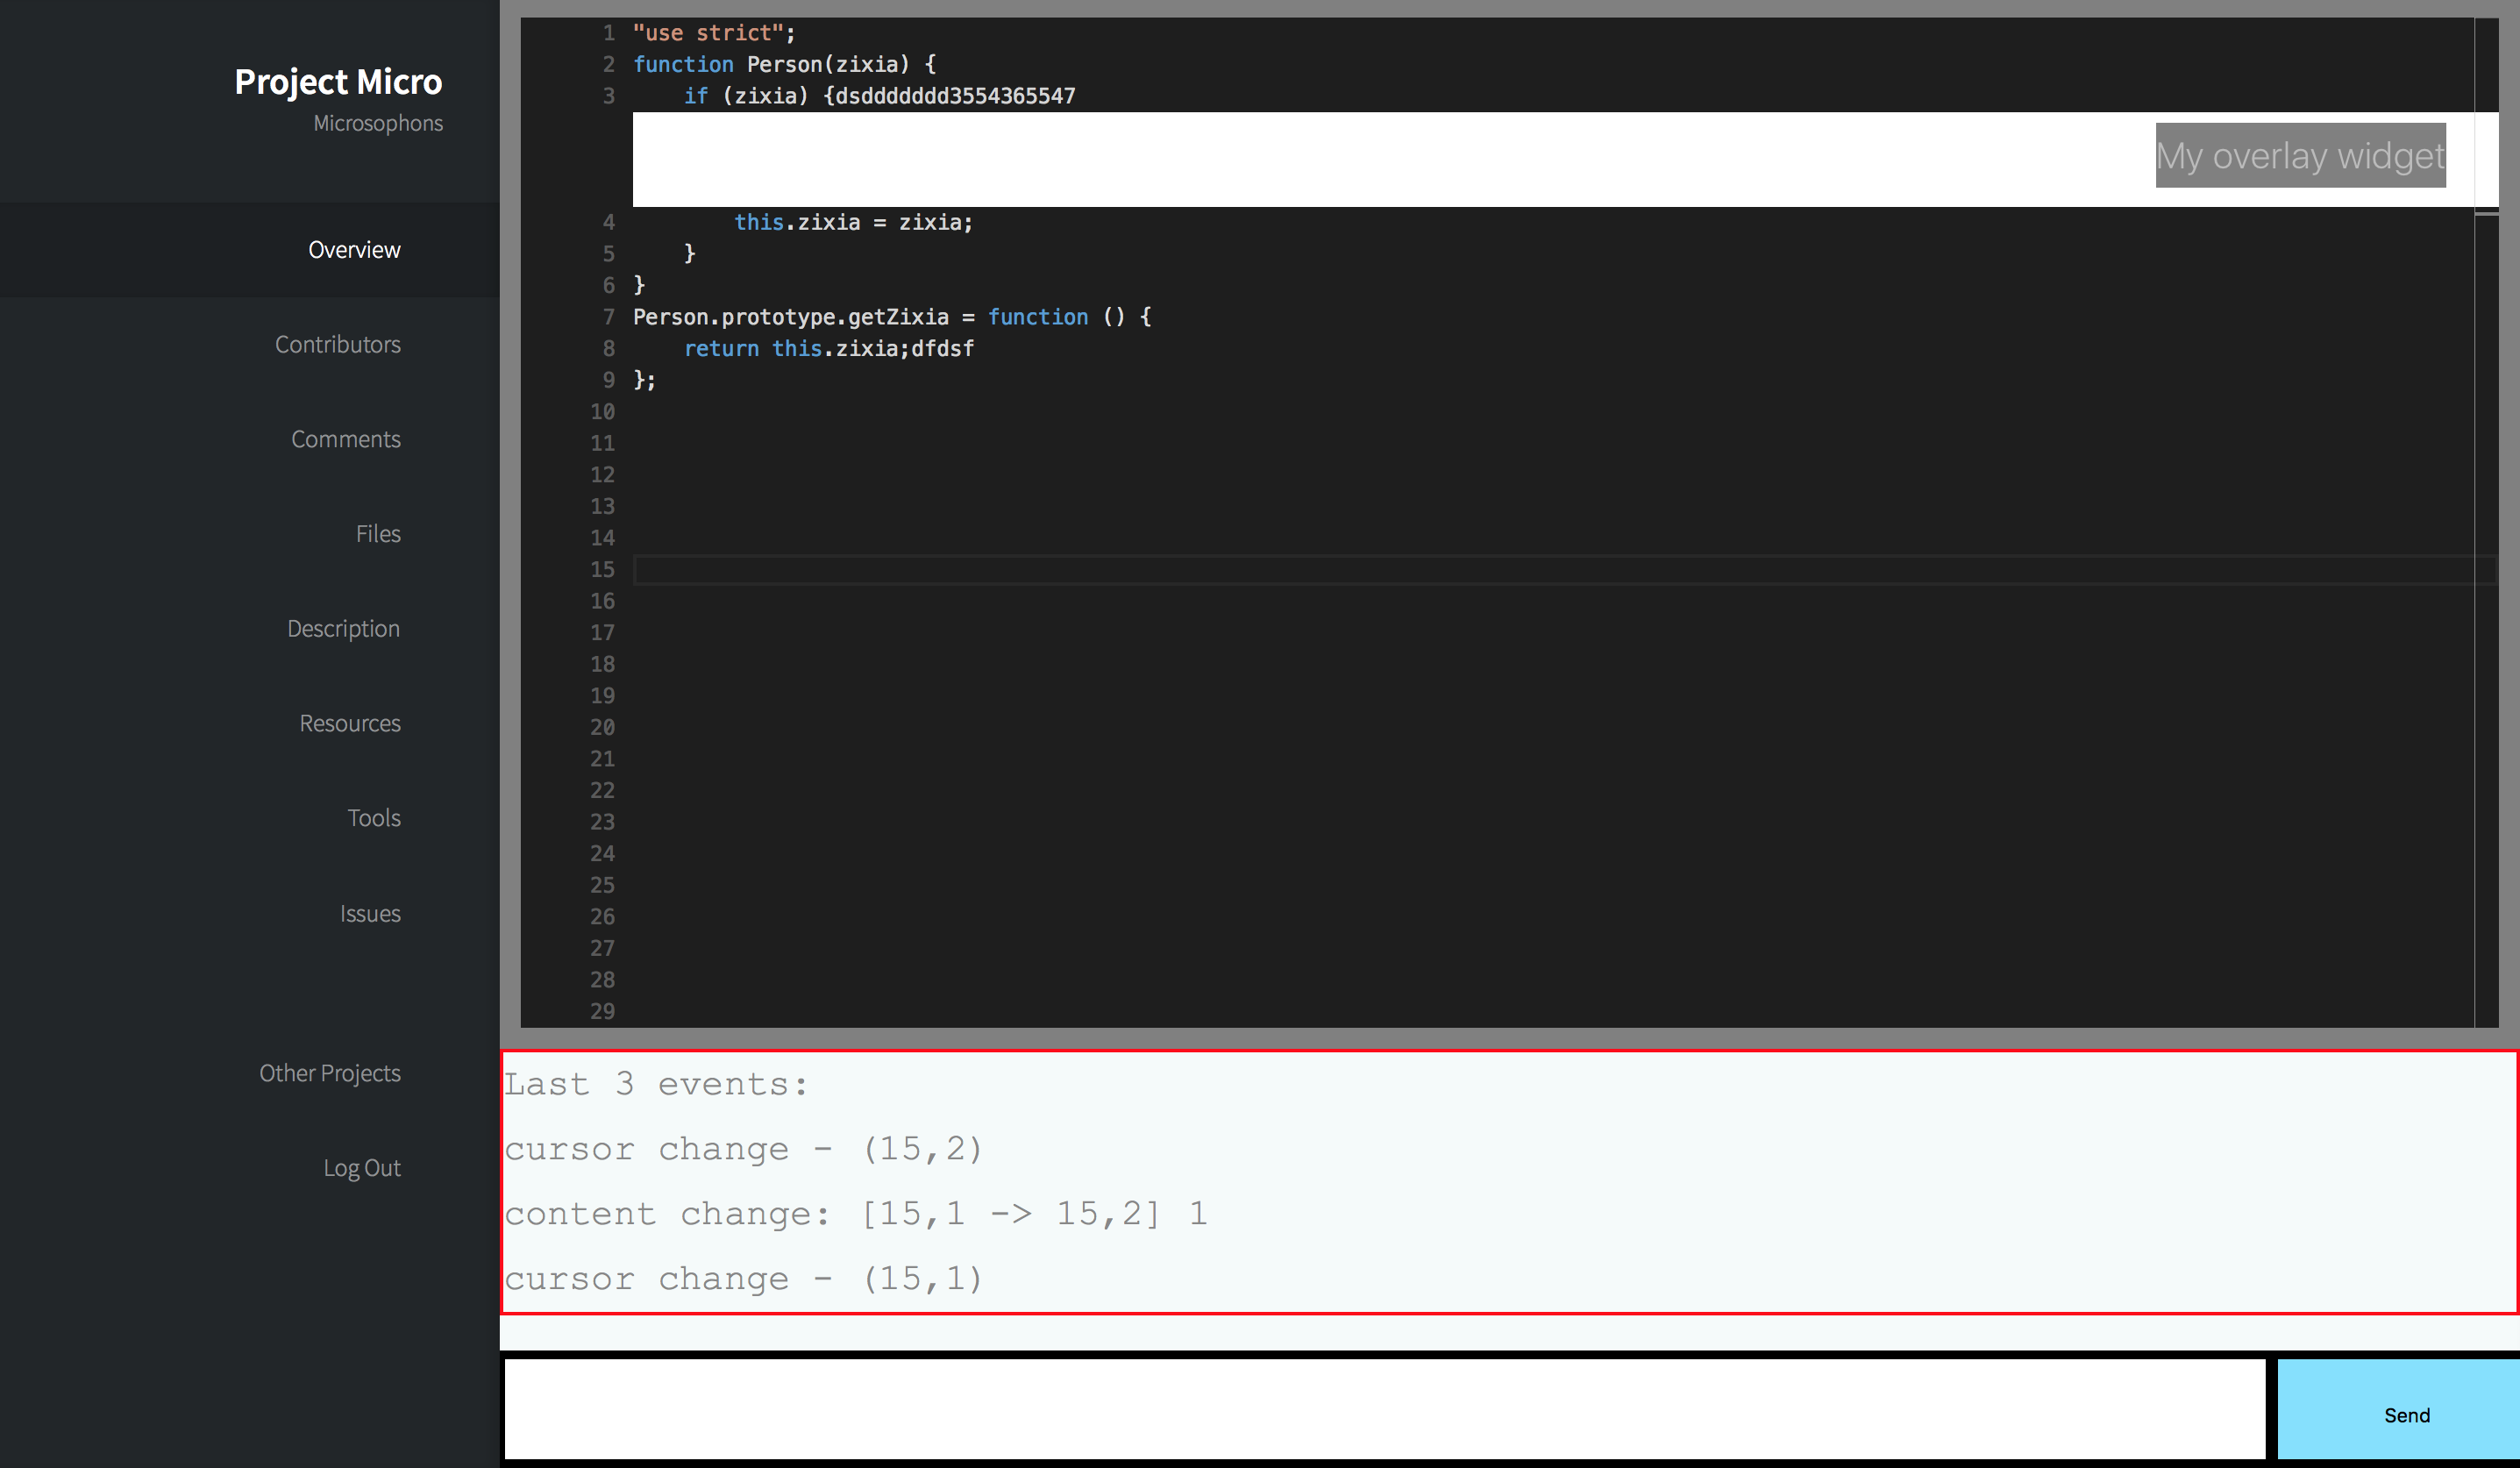 Project Micro
Microsophons
Overview
Contributors
Comments
Files
Description
Resources
Tools
Issues
Other Projects
Log Out
1 "use strict";
2 function Person(zixia) {
3     if (zixia) {dsddddddd3554365547
My overlay widget
4         this.zixia = zixia;
5     }
6 }
7 Person.prototype.getZixia = function () {
8     return this.zixia;dfdsf
9 };
10
11
12
13
14
15
16
17
18
19
20
21
22
23
24
25
26
27
28
29
Last 3 events:
cursor change - (15,2)
content change: [15,1 -> 15,2] 1
cursor change - (15,1)
Send